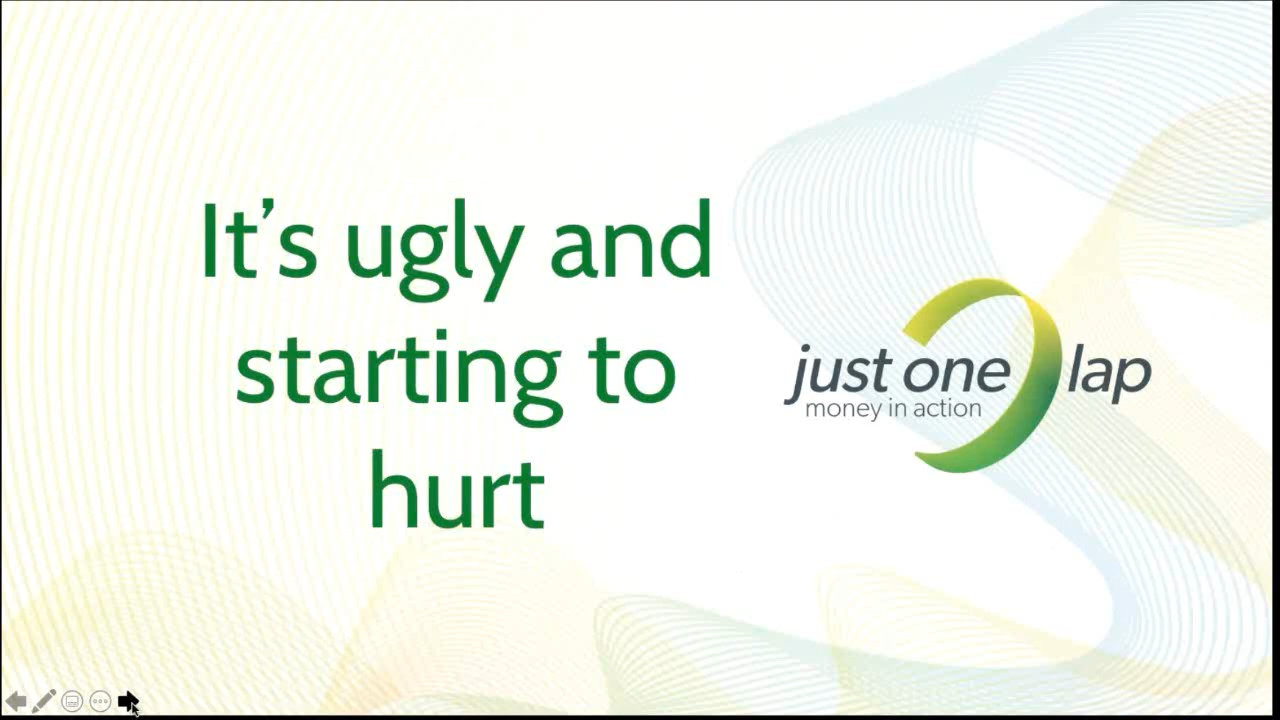 It's ugly and
starting to
hurt
just one lap
money in action